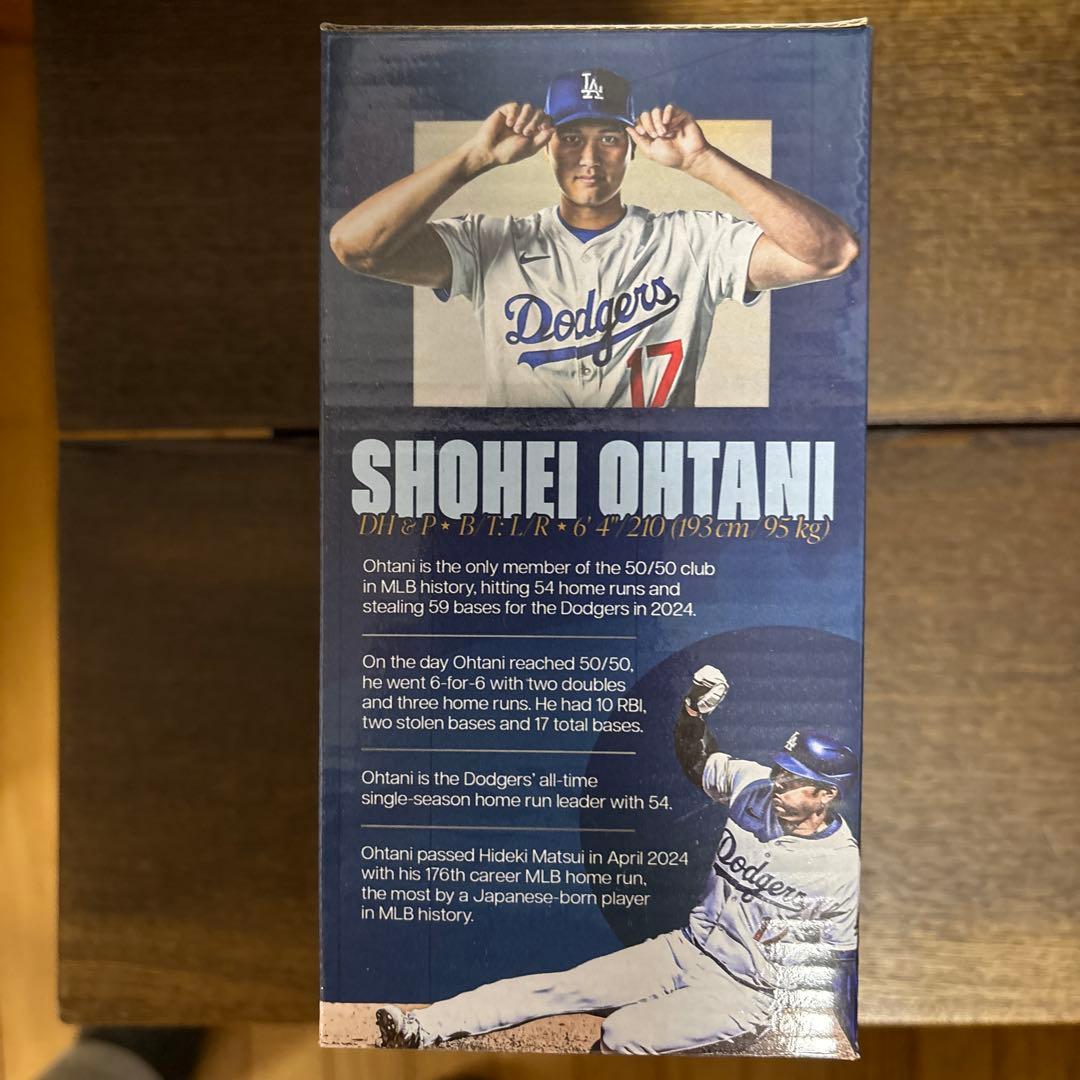 LA
Dodgers
17
SHOHEI OHTANI
DH & P ★ B/T: L/R ★ 6' 4"/210 (193 cm/95 kg)
Ohtani is the only member of the 50/50 club
in MLB history, hitting 54 home runs and
stealing 59 bases for the Dodgers in 2024.
On the day Ohtani reached 50/50,
he went 6-for-6 with two doubles
and three home runs. He had 10 RBI,
two stolen bases and 17 total bases.
Ohtani is the Dodgers' all-time
single-season home run leader with 54.
Ohtani passed Hideki Matsui in April 2024
with his 176th career MLB home run,
the most by a Japanese-born player
in MLB history.
LA
Dodgers